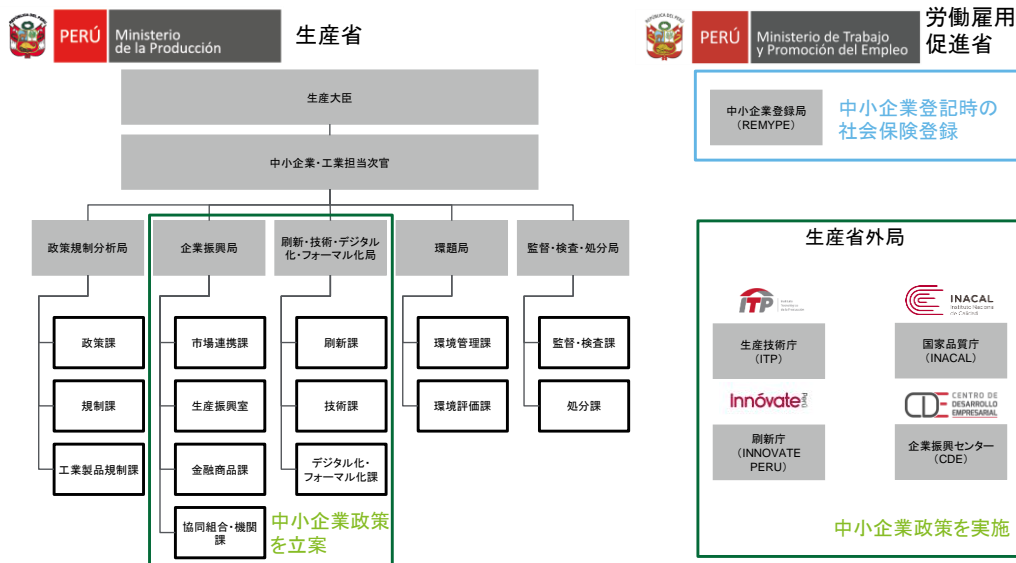 PERÚ
Ministerio
de la Producción
生産省
生産大臣
中小企業・工業担当次官
政策規制分析局
企業振興局
刷新・技術・デジタル
化・フォーマル化局
環題局
監督・検査・処分局
政策課
市場連携課
刷新課
環境管理課
監督・検査課
規制課
生産振興室
技術課
環境評価課
処分課
工業製品規制課
金融商品課
デジタル化・
フォーマル化課
協同組合・機関
課
中小企業政策
を立案
PERÚ
Ministerio de Trabajo
y Promoción del Empleo
労働雇用
促進省
中小企業登録局
(REMYPE)
中小企業登記時の
社会保険登録
生産省外局
ITP
INACAL
Instituto Nacional
de Calidad
生産技術庁
(ITP)
国家品質庁
(INACAL)
Innóvate
Perú
CDE
CENTRO DE
DESARROLLO
EMPRESARIAL
刷新庁
(INNOVATE
PERU)
企業振興センター
(CDE)
中小企業政策を実施